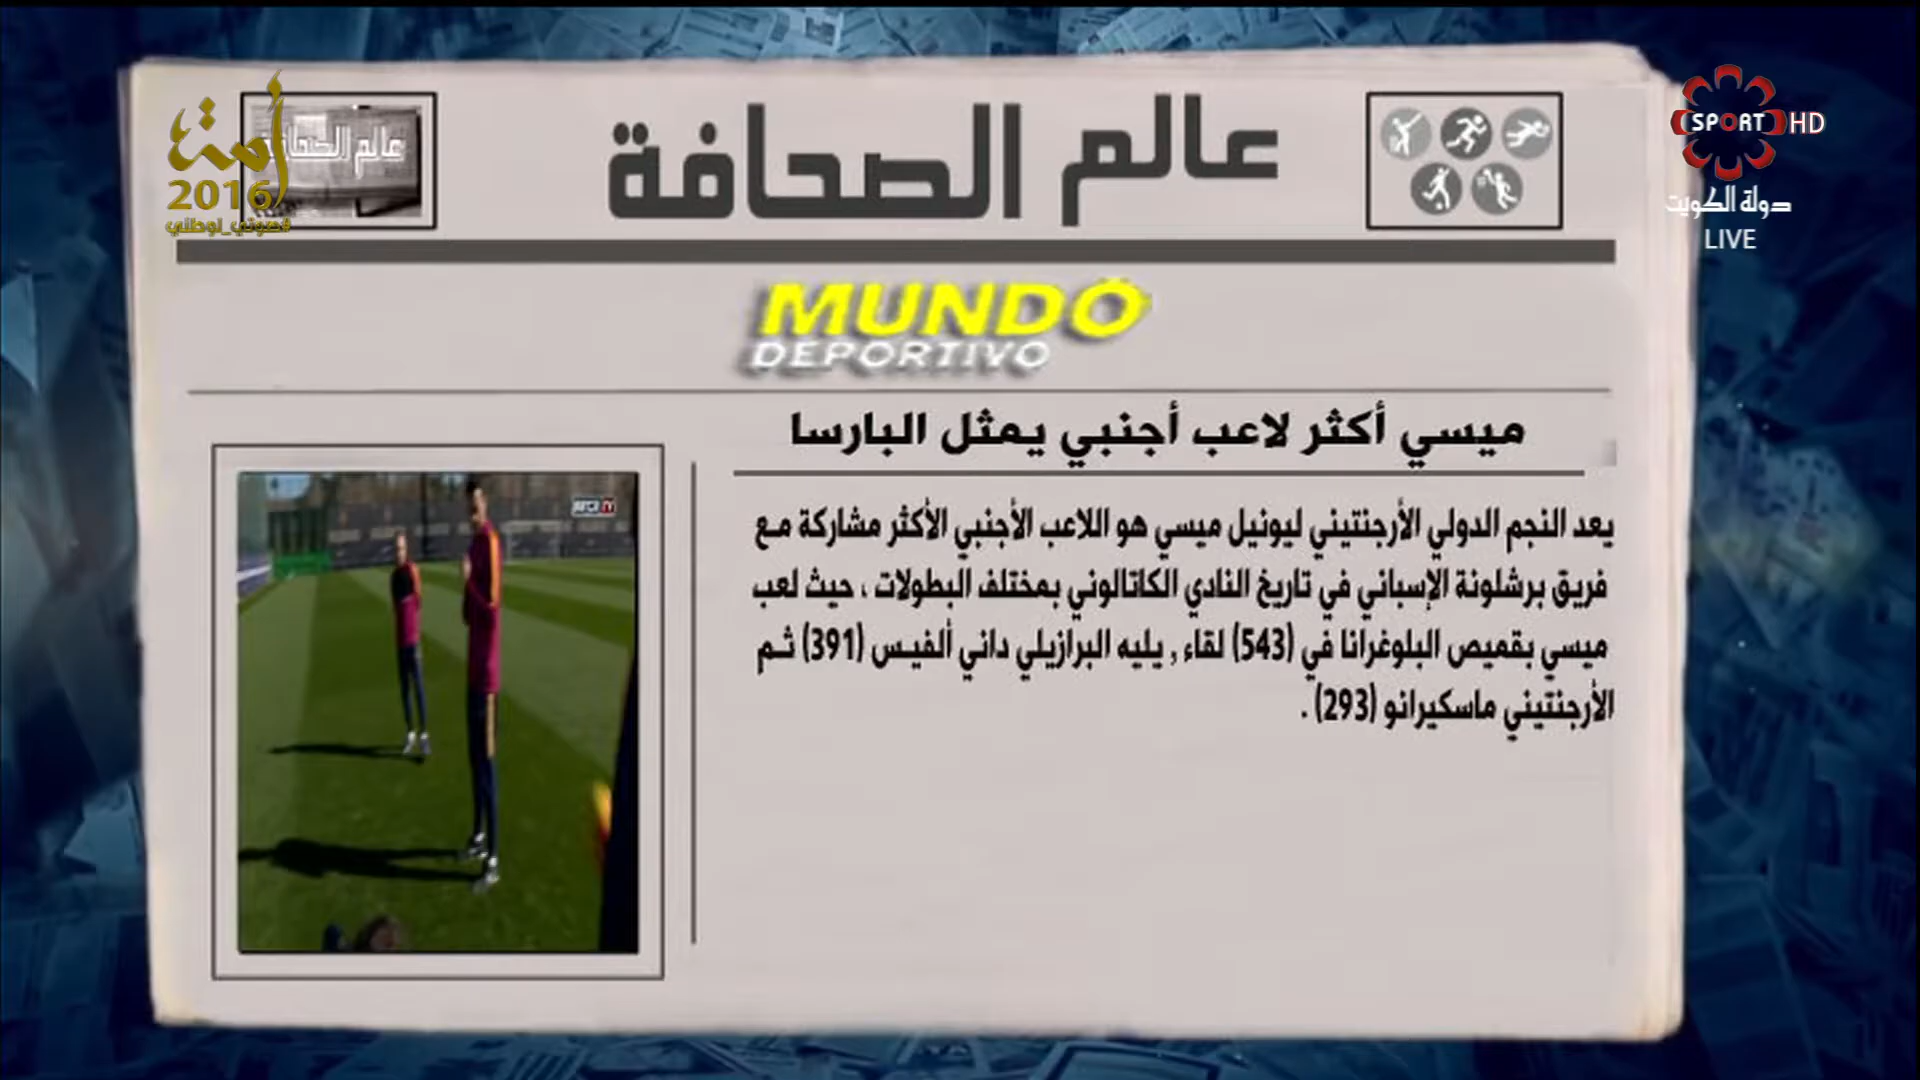 عالم الصحافة
عالم الصحافة
أمة
2016
#صوتي_لوطني
SPORT HD
دولة الكويت
LIVE
MUNDO
DEPORTIVO
ميسي أكثر لاعب أجنبي يمثل البارسا
يعد النجم الدولي الأرجنتيني ليونيل ميسي هو اللاعب الأجنبي الأكثر مشاركة مع
فريق برشلونة الإسباني في تاريخ النادي الكاتالوني بمختلف البطولات ، حيث لعب
ميسي بقميص البلوغرانا في (543) لقاء , يليه البرازيلي داني ألفيس (391) ثم
الأرجنتيني ماسكيرانو (293) .